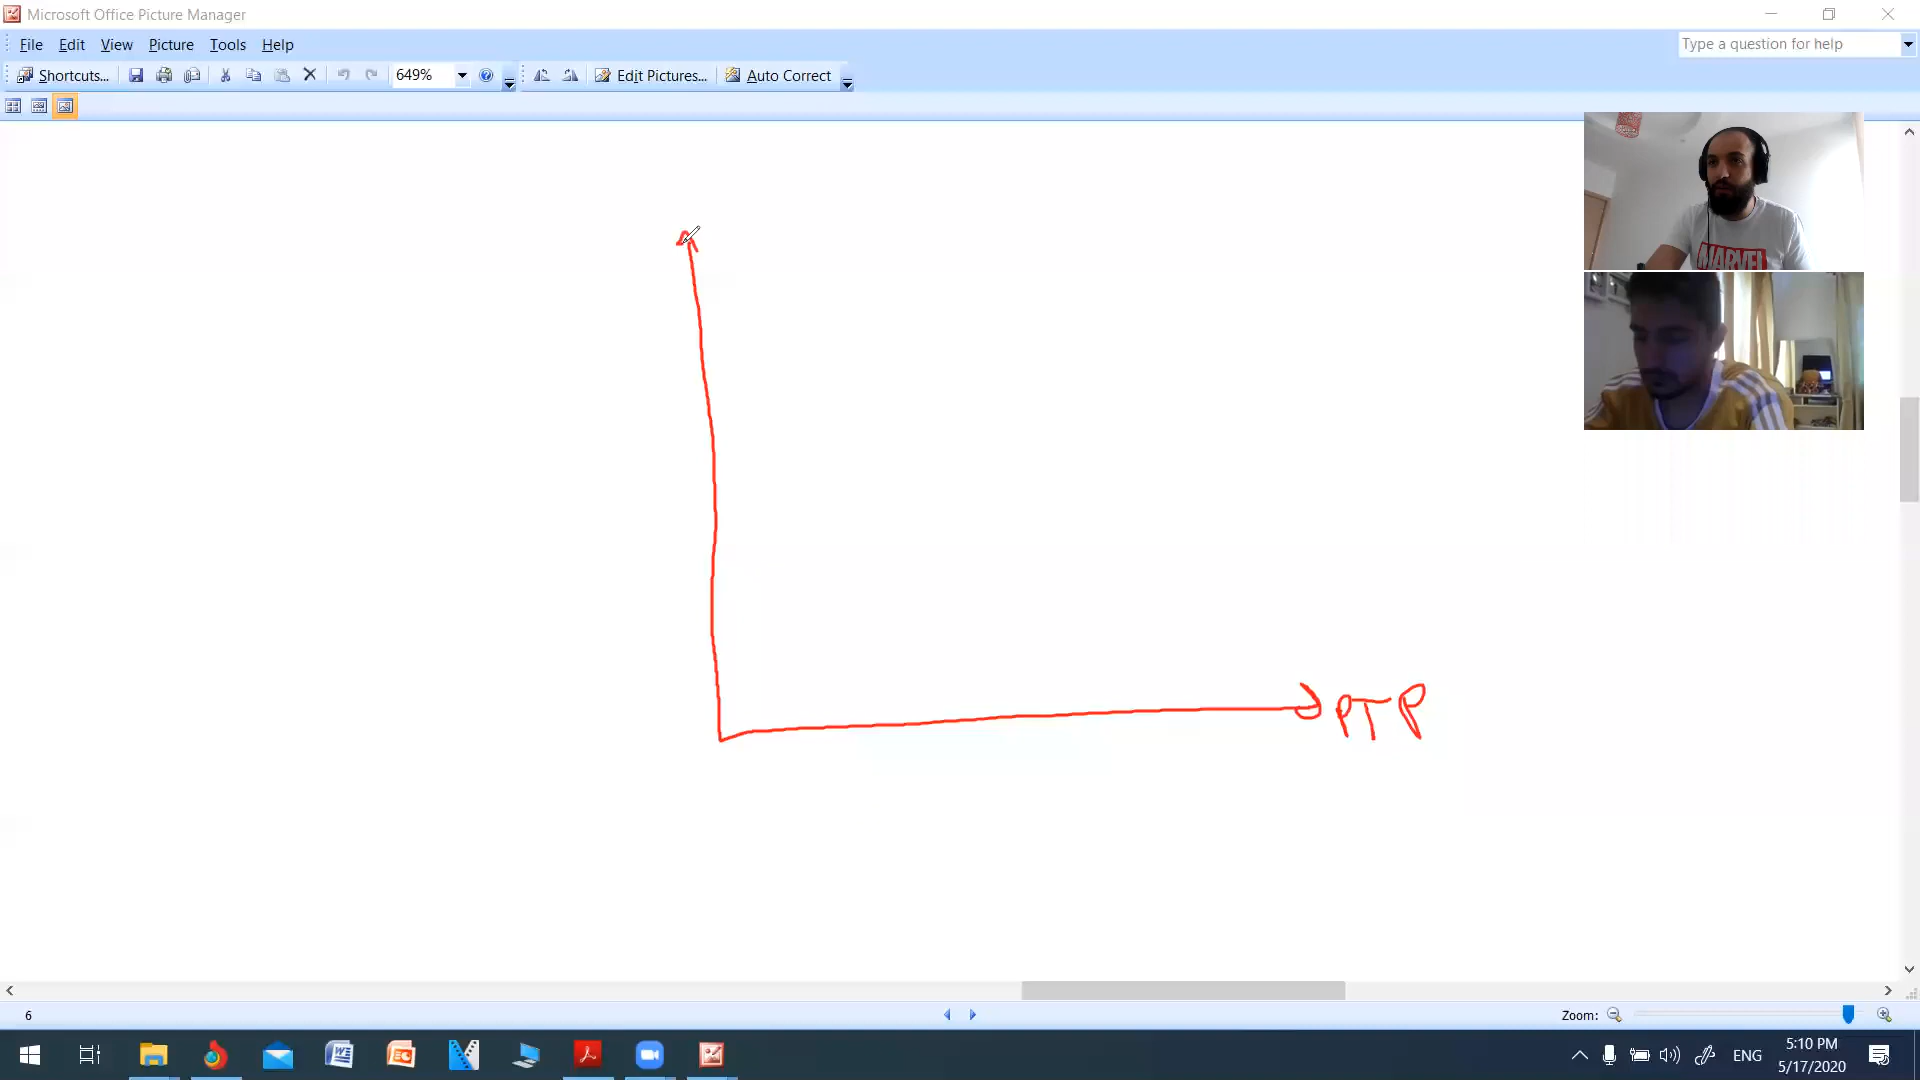 Microsoft Office Picture Manager
File Edit View Picture Tools Help
Type a question for help
Shortcuts... 649% Edit Pictures... Auto Correct
MARVEL
PTP
6
Zoom:
ENG
5:10 PM
5/17/2020